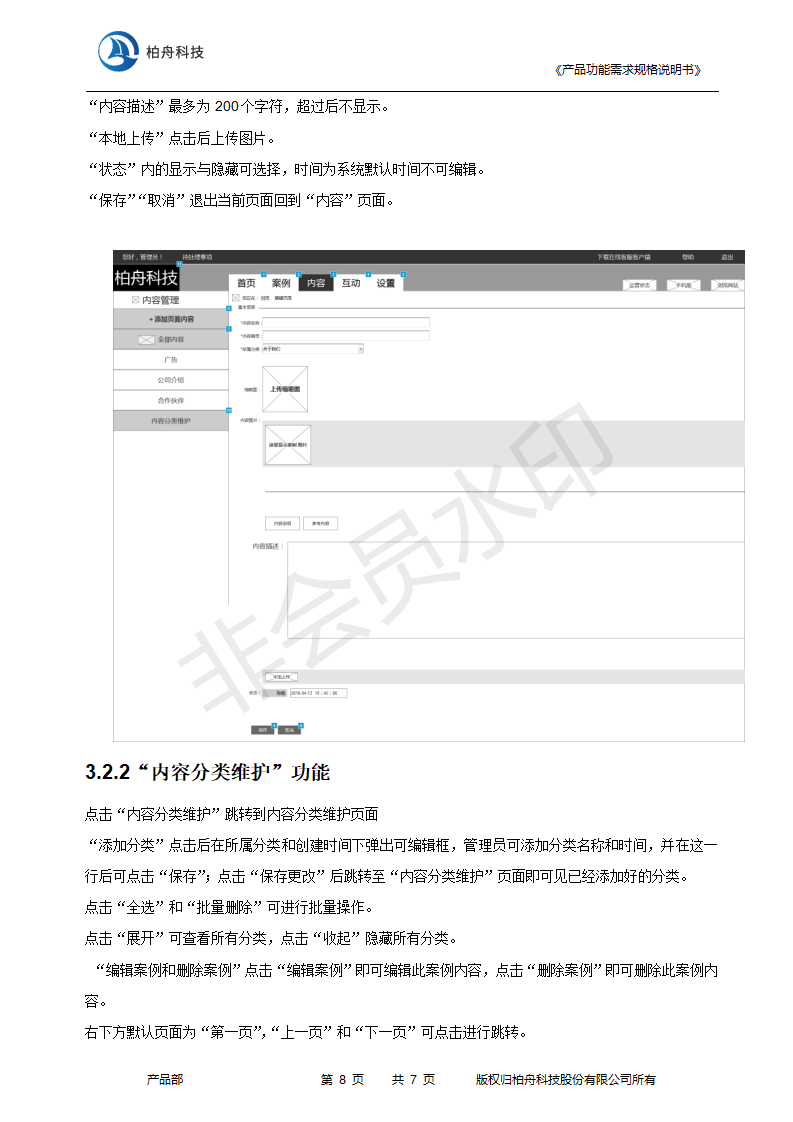 柏舟科技
《产品功能需求规格说明书》
“内容描述”最多为 200个字符，超过后不显示。
“本地上传”点击后上传图片。
“状态”内的显示与隐藏可选择，时间为系统默认时间不可编辑。
“保存”“取消”退出当前页面回到“内容”页面。
您好，管理员！ 待处理事项 下载在线客服客户端 帮助 退出
柏舟科技 首页 案例 内容 互动 设置
运营状态 手机版 浏览网站
内容管理
基本信息
+添加页面内容
*内容名称：
*内容编号：
全部内容
*所属分类： 关于我们
广告
公司介绍
缩略图： 上传缩略图
合作伙伴
内容分类维护
内容图片：
这里显示案例 图片
内容说明 参考内容
内容描述：
本地上传
状态： 隐藏 2016-04-13 16：45：06
保存 取消
非会员水印
3.2.2“内容分类维护”功能
点击“内容分类维护”跳转到内容分类维护页面
“添加分类”点击后在所属分类和创建时间下弹出可编辑框，管理员可添加分类名称和时间，并在这一
行后可点击“保存”；点击“保存更改”后跳转至“内容分类维护”页面即可见已经添加好的分类。
点击“全选”和“批量删除”可进行批量操作。
点击“展开”可查看所有分类，点击“收起”隐藏所有分类。
“编辑案例和删除案例”点击“编辑案例”即可编辑此案例内容，点击“删除案例”即可删除此案例内
容。
右下方默认页面为“第一页”，“上一页”和“下一页”可点击进行跳转。
产品部 第 8 页 共 7 页 版权归柏舟科技股份有限公司所有